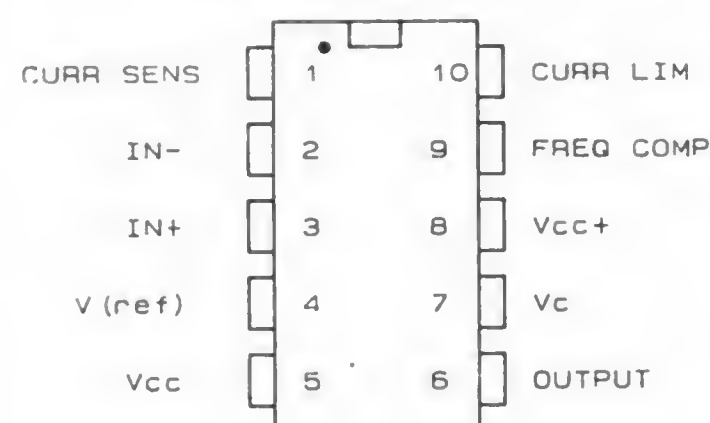 CURR SENS 1 10 CURR LIM
IN- 2 9 FREQ COMP
IN+ 3 8 Vcc+
V(ref) 4 7 Vc
Vcc 5 6 OUTPUT